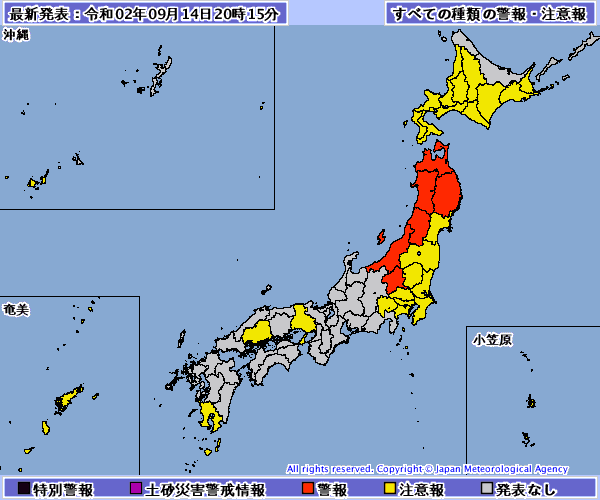 最新発表：令和02年09月14日20時15分
すべての種類の警報・注意報
沖縄
奄美
小笠原
All rights reserved. Copyright © Japan Meteorological Agency
特別警報
土砂災害警戒情報
警報
注意報
発表なし